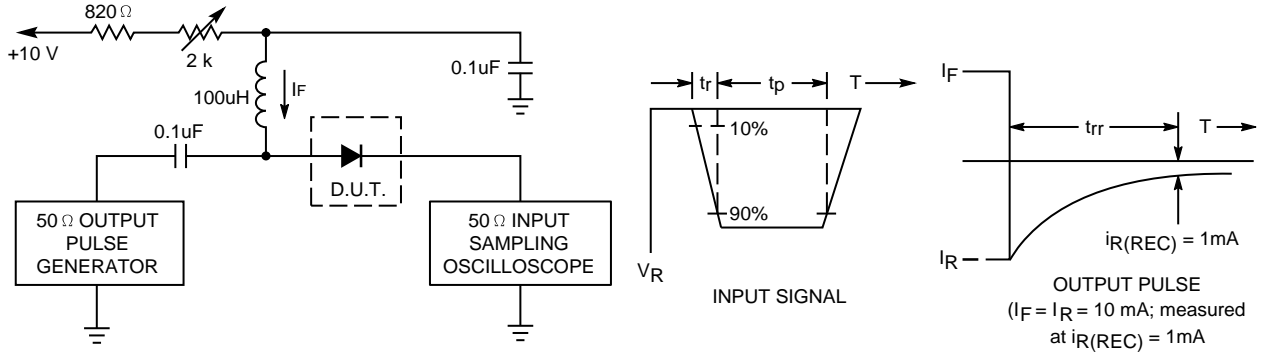 820 Ω
+10 V
2 k
0.1uF
100uH
IF
0.1uF
D.U.T.
50 Ω OUTPUT
PULSE
GENERATOR
50 Ω INPUT
SAMPLING
OSCILLOSCOPE
tr
tp
T
10%
90%
VR
INPUT SIGNAL
IF
trr
T
IR
iR(REC) = 1mA
OUTPUT PULSE
(IF = IR = 10 mA; measured
at iR(REC) = 1mA